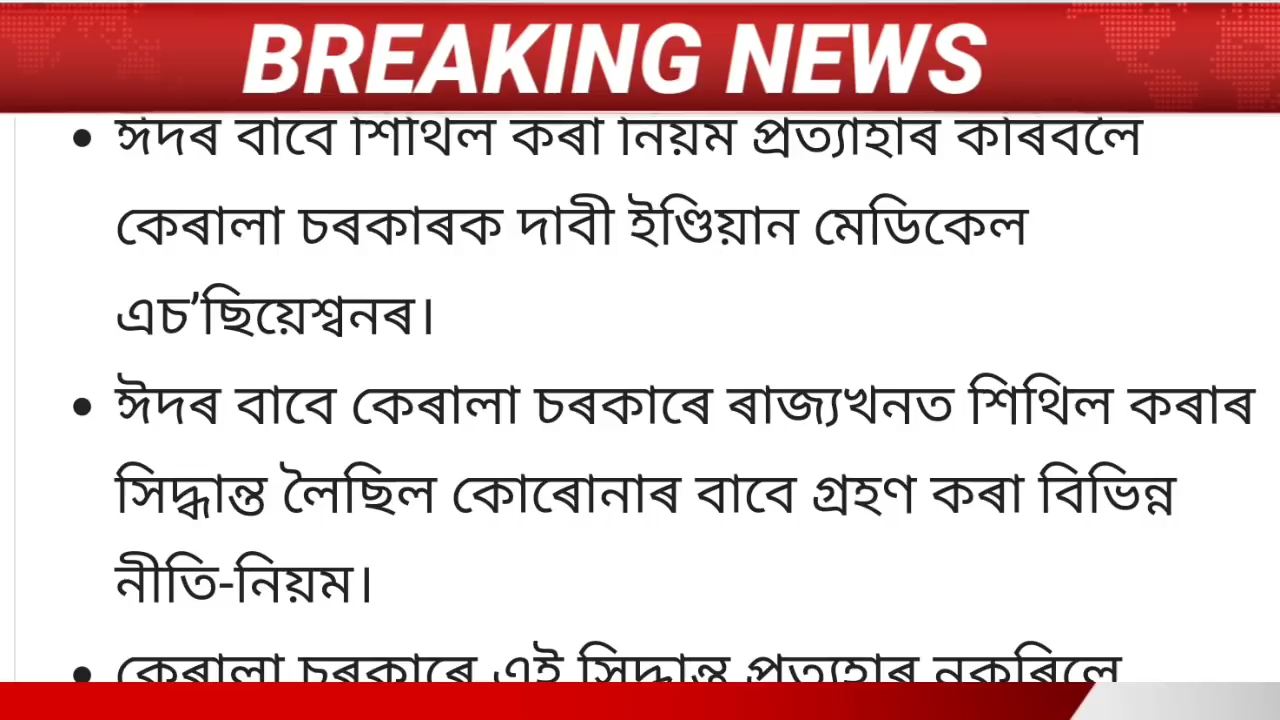 BREAKING NEWS
• ঈদৰ বাবে শিথিল কৰা নিয়ম প্ৰত্যাহাৰ কৰিবলৈ
কেৰালা চৰকাৰক দাবী ইণ্ডিয়ান মেডিকেল
এচ’ছিয়েশ্বনৰ।
• ঈদৰ বাবে কেৰালা চৰকাৰে ৰাজ্যখনত শিথিল কৰাৰ
সিদ্ধান্ত লৈছিল কোৰোনাৰ বাবে গ্ৰহণ কৰা বিভিন্ন
নীতি-নিয়ম।
• কেৰালা চৰকাৰে এই সিদ্ধান্ত প্ৰত্যহাৰ নকৰিলে